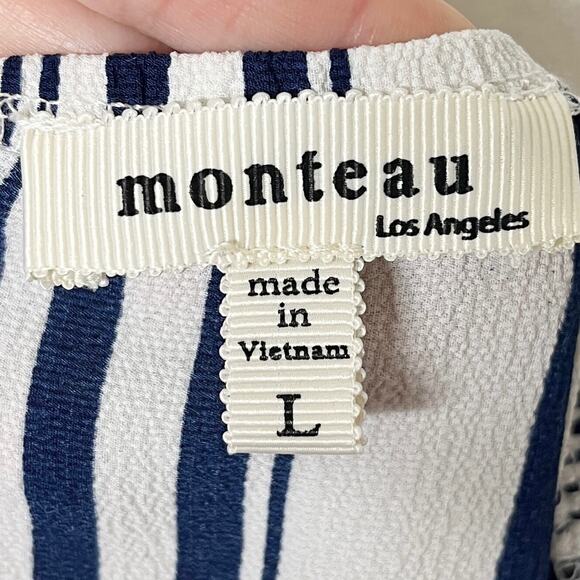 monteau
Los Angeles
made
in
Vietnam
L